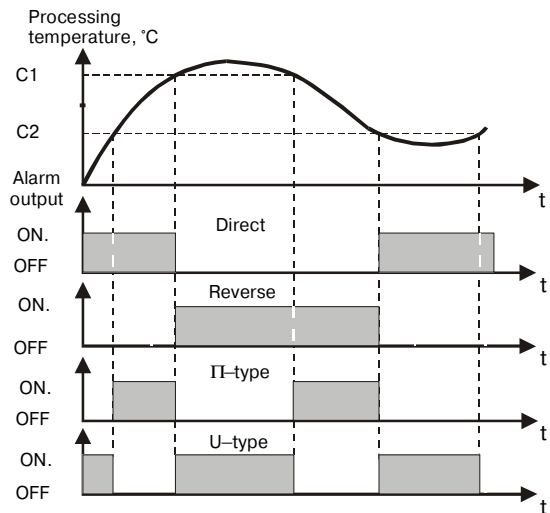 Processing
temperature, °C
C1
C2
Alarm
output
t
Direct
ON.
OFF
t
Reverse
ON.
OFF
t
Π–type
ON.
OFF
t
U–type
ON.
OFF
t